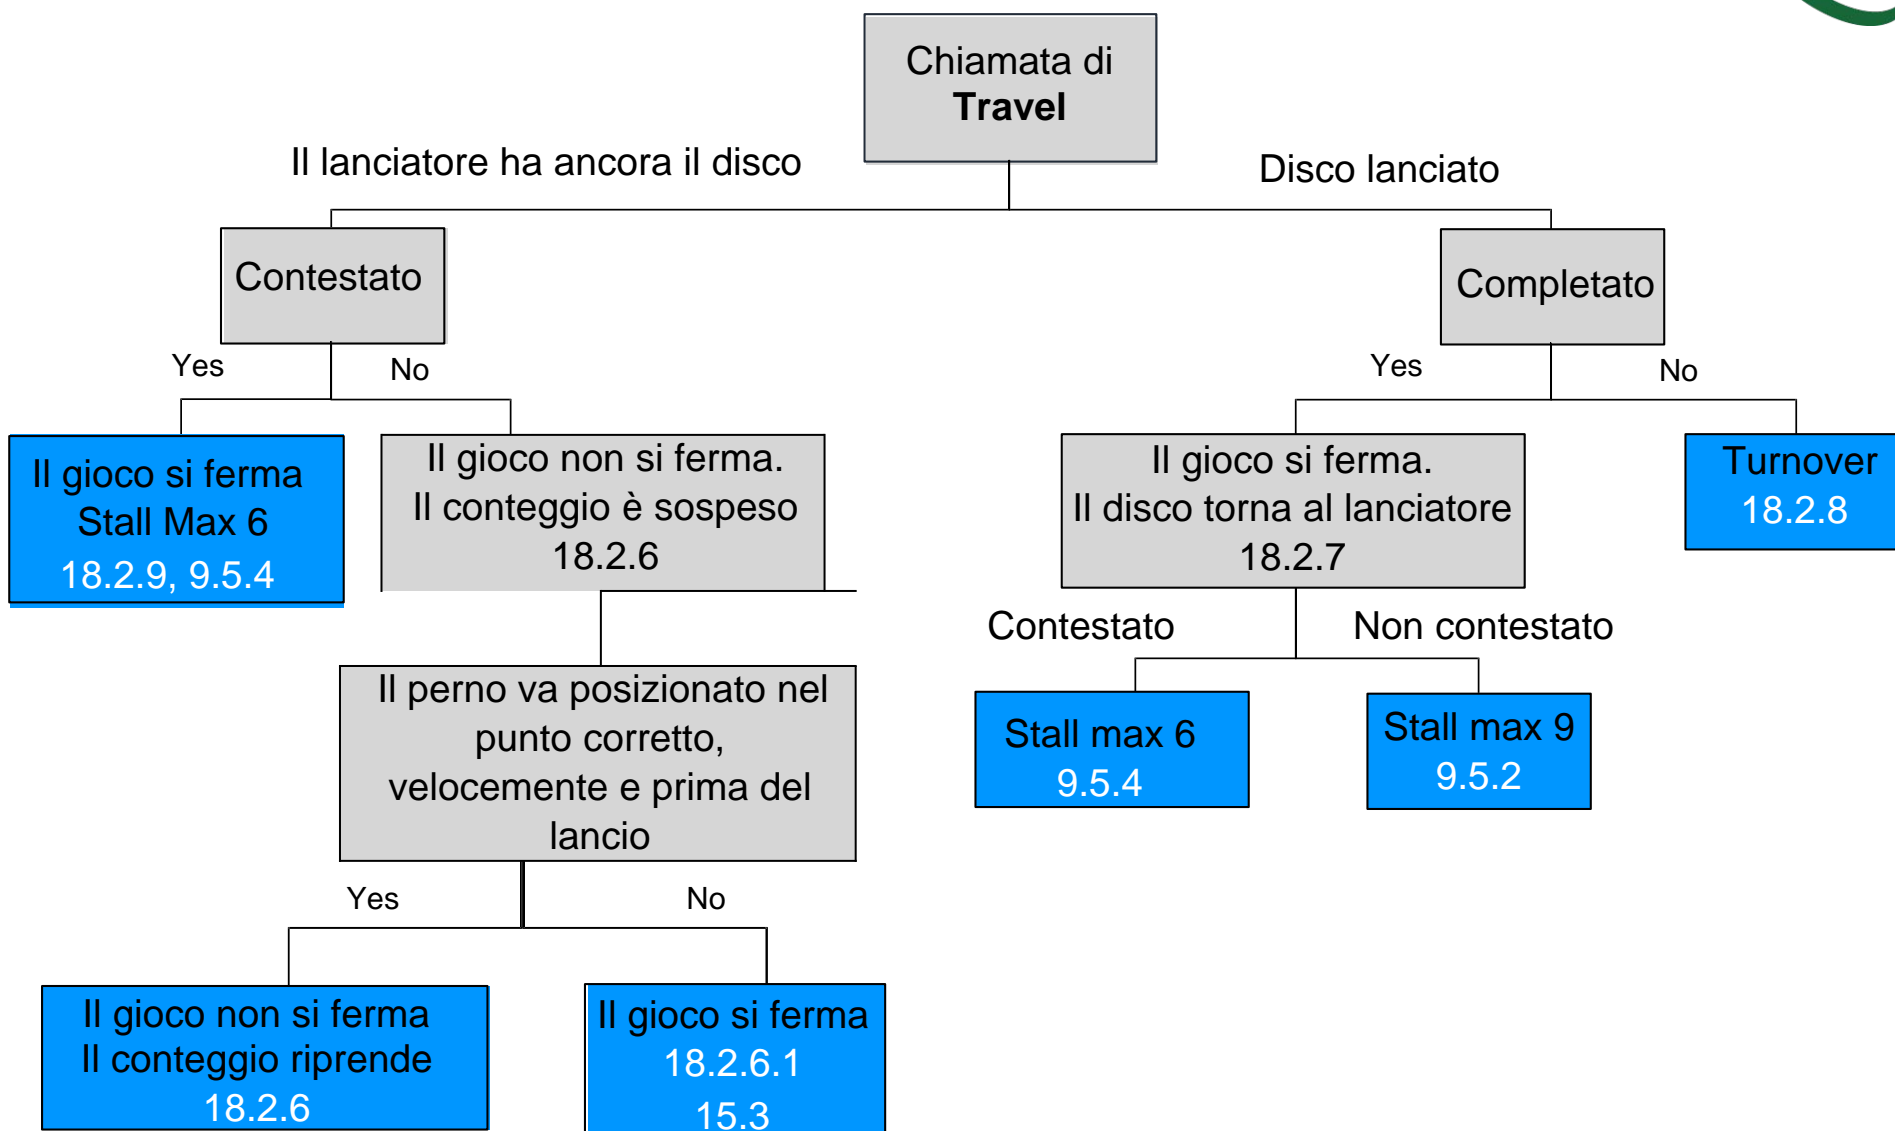 Chiamata di
Travel
Il lanciatore ha ancora il disco
Disco lanciato
Contestato
Completato
Yes
No
Yes
No
Il gioco si ferma
Stall Max 6
18.2.9, 9.5.4
Il gioco non si ferma.
Il conteggio è sospeso
18.2.6
Il gioco si ferma.
Il disco torna al lanciatore
18.2.7
Turnover
18.2.8
Contestato
Non contestato
Il perno va posizionato nel
punto corretto,
velocemente e prima del
lancio
Stall max 6
9.5.4
Stall max 9
9.5.2
Yes
No
Il gioco non si ferma
Il conteggio riprende
18.2.6
Il gioco si ferma
18.2.6.1
15.3